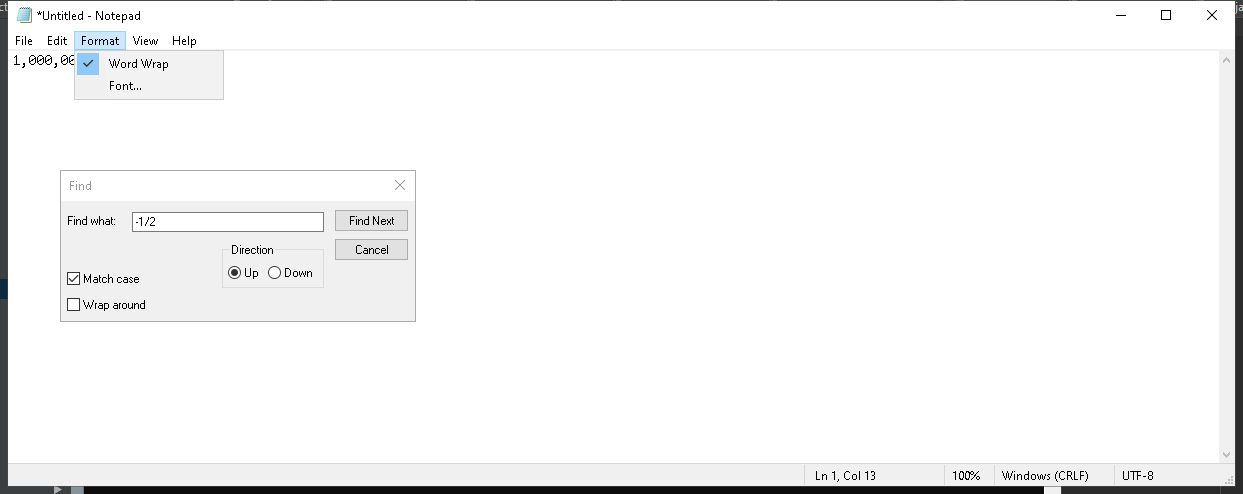 *Untitled - Notepad
File Edit Format View Help
1,000,00
Word Wrap
Font...
Find
Find what: -1/2 Find Next
Direction Cancel
Up Down
Match case
Wrap around
Ln 1, Col 13 100% Windows (CRLF) UTF-8